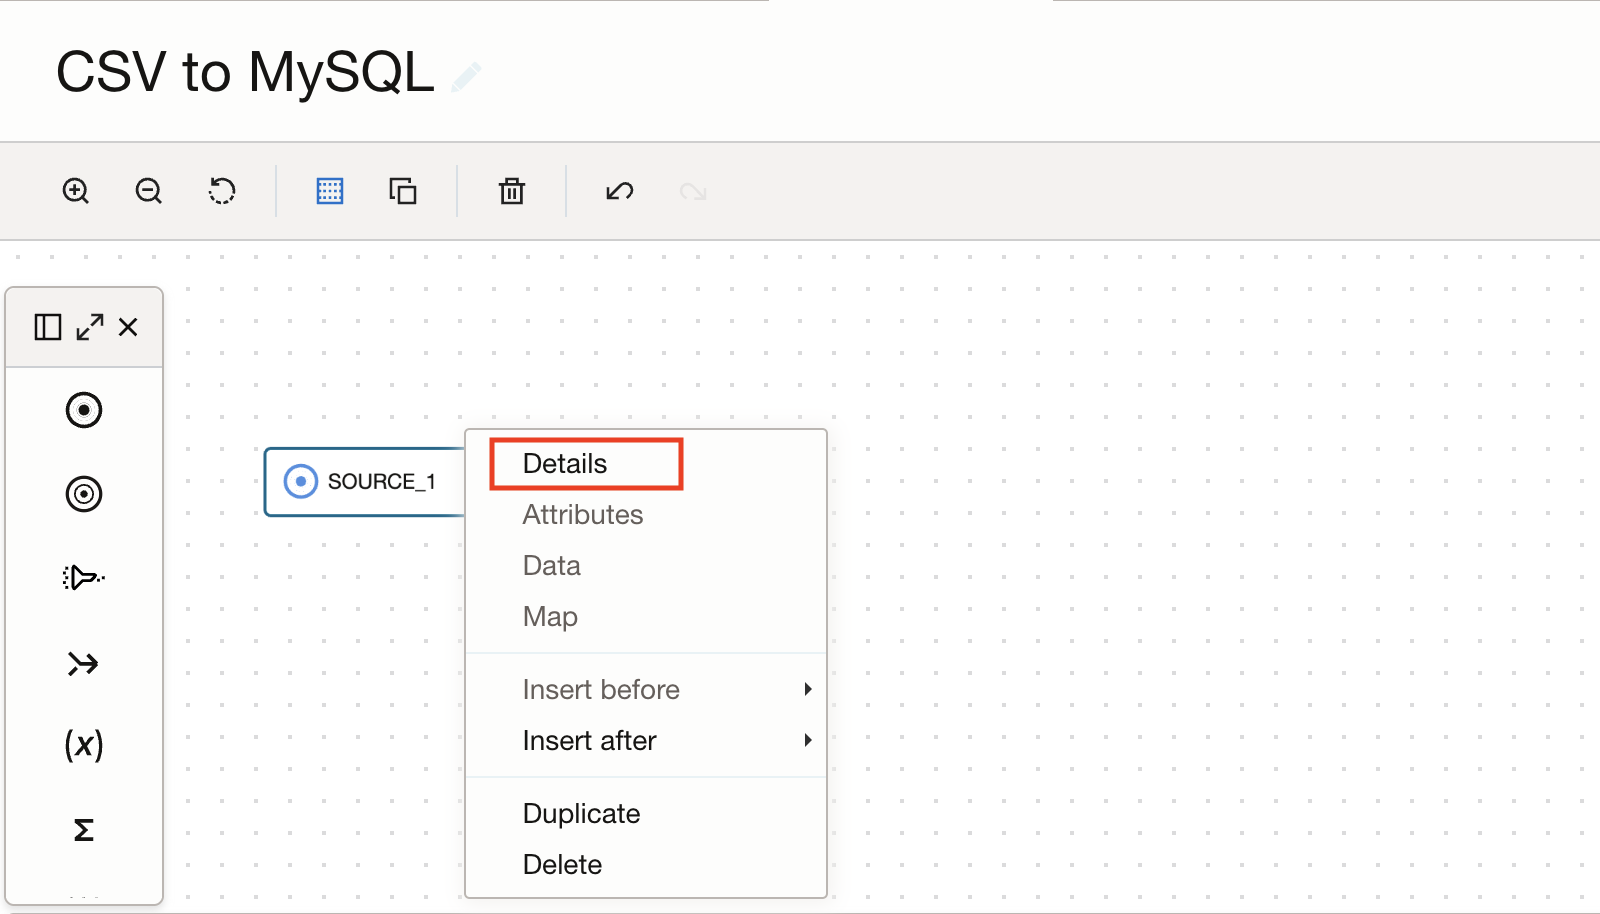 CSV to MySQL
SOURCE_1
Details
Attributes
Data
Map
Insert before
Insert after
Duplicate
Delete
(x)
Σ